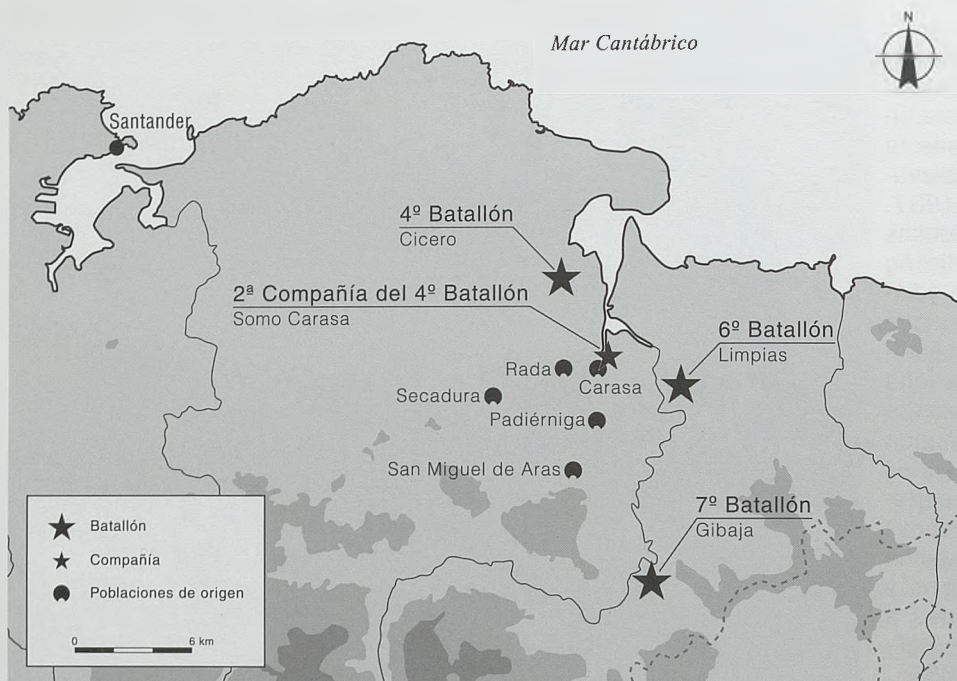 N
Mar Cantábrico
Santander
4º Batallón
Cicero
2ª Compañía del 4º Batallón
Somo Carasa
6º Batallón
Limpias
Rada
Carasa
Secadura
Padiérniga
San Miguel de Aras
7º Batallón
Gibaja
Batallón
Compañía
Poblaciones de origen
0 6 km